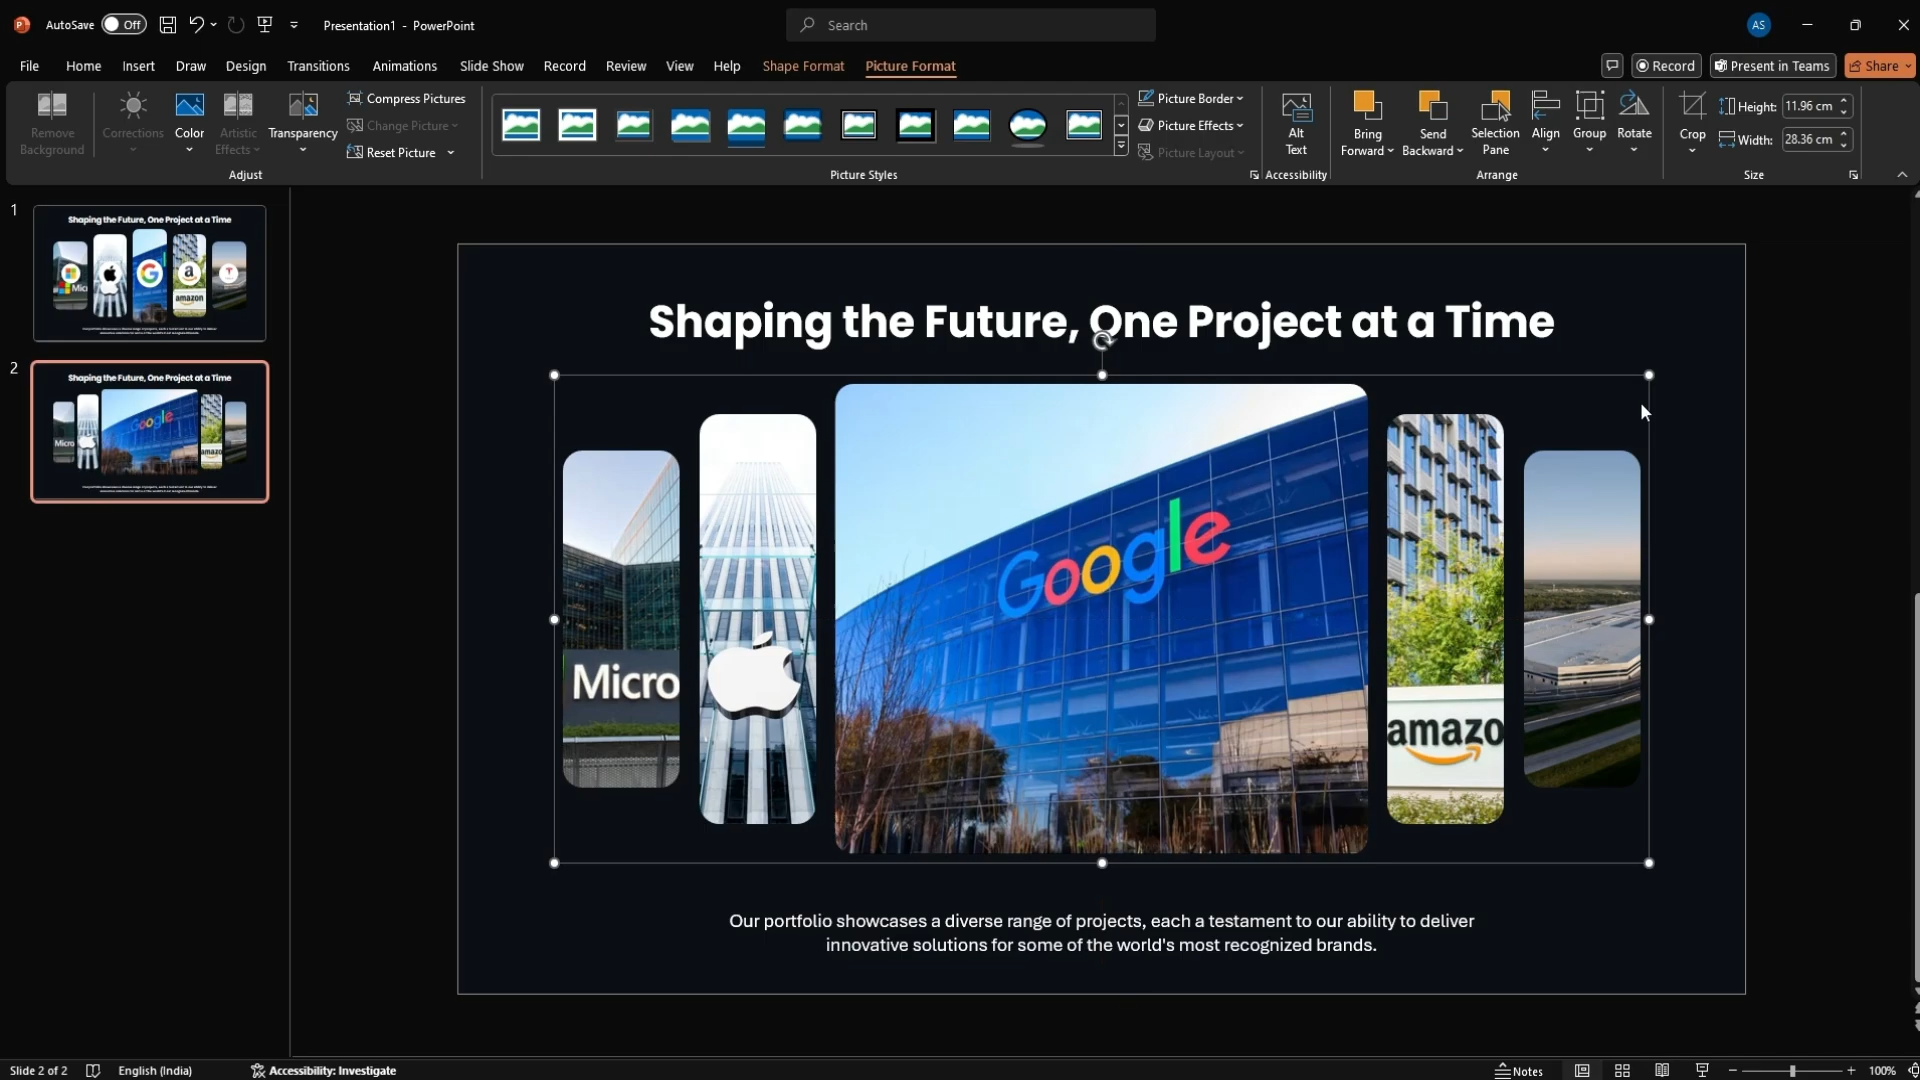 AutoSave Off Presentation1 - PowerPoint Search AS
File Home Insert Draw Design Transitions Animations Slide Show Record Review View Help Shape Format Picture Format Record Present in Teams Share
Remove Background
Corrections
Color
Artistic Effects
Transparency
Compress Pictures
Change Picture
Reset Picture
Adjust
Picture Styles
Picture Border
Picture Effects
Picture Layout
Alt Text
Accessibility
Bring Forward
Send Backward
Selection Pane
Align
Group
Rotate
Arrange
Crop
Height: 11.96 cm
Width: 28.36 cm
Size
1
Shaping the Future, One Project at a Time
Micr
a
amazon
2
Shaping the Future, One Project at a Time
Micro
Google
amazo
Shaping the Future, One Project at a Time
Micro
Google
amazo
Our portfolio showcases a diverse range of projects, each a testament to our ability to deliver
innovative solutions for some of the world's most recognized brands.
Slide 2 of 2 English (India) Accessibility: Investigate Notes 100%